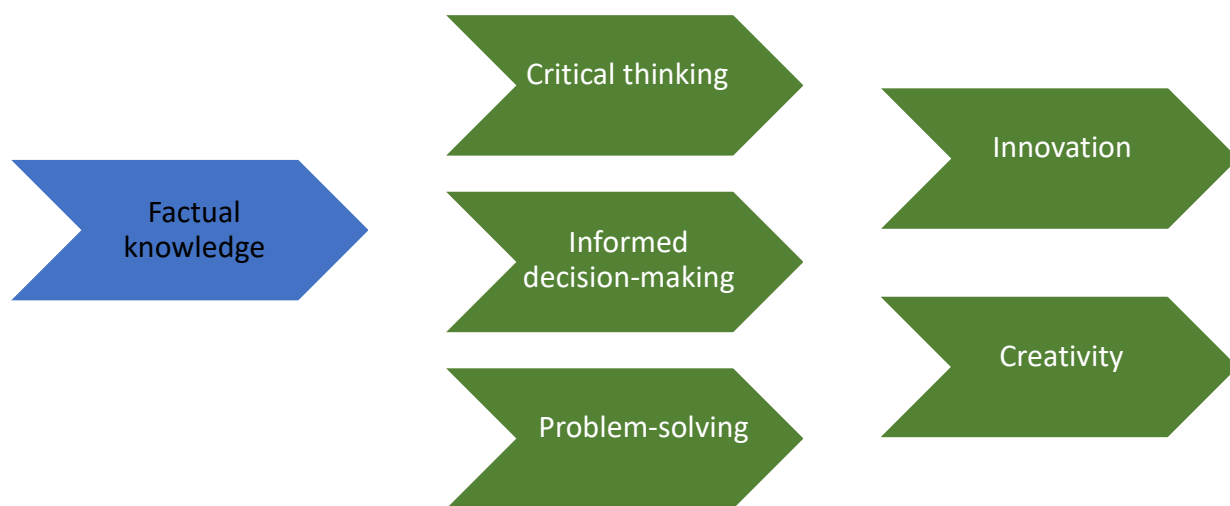 Factual
knowledge
Critical thinking
Informed
decision-making
Problem-solving
Innovation
Creativity